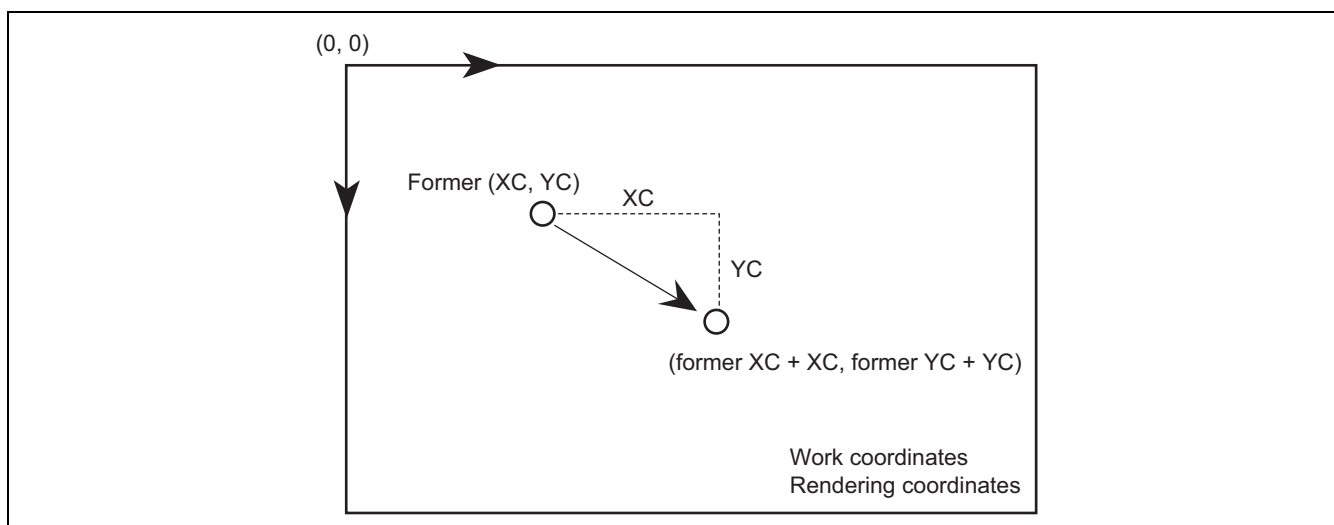 (0, 0)
Former (XC, YC)
XC
YC
(former XC + XC, former YC + YC)
Work coordinates
Rendering coordinates